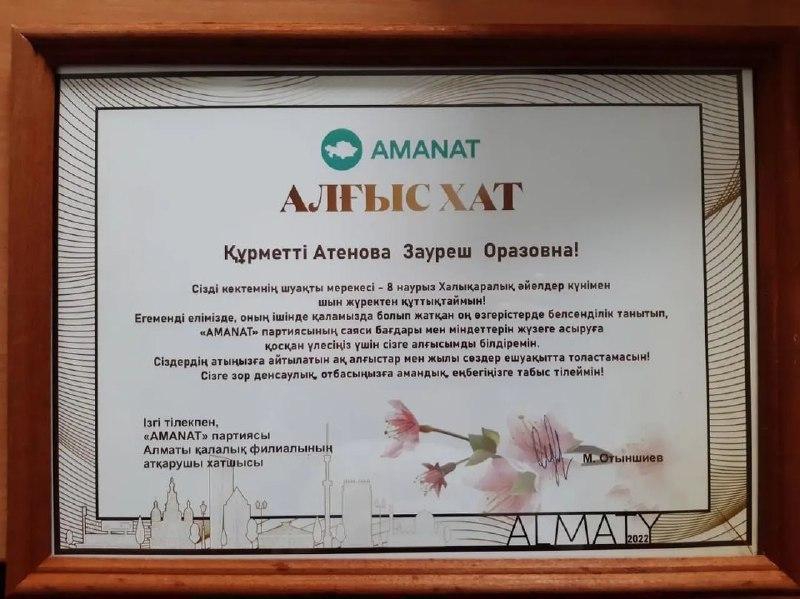 AMANAT
АЛҒЫС ХАТ
Құрметті Атенова Зауреш Оразовна!
Сізді көктемнің шуақты мерекесі – 8 наурыз Халықаралық әйелдер күнімен
шын жүректен құттықтаймын!
Егеменді елімізде, оның ішінде қаламызда болып жатқан оң өзгерістерде белсенділік танытып,
«AMANAT» партиясының саяси бағдары мен міндеттерін жүзеге асыруға
қосқан үлесіңіз үшін сізге алғысымды білдіремін.
Сіздердің атыңызға айтылатын ақ алғыстар мен жылы сөздер ешуақытта толастамасын!
Сізге зор денсаулық, отбасыңызға амандық, еңбегіңізге табыс тілеймін!
Ізгі тілекпен,
«AMANAT» партиясы
Алматы қалалық филиалының
атқарушы хатшысы
М. Отыншиев
ALMATY
2022